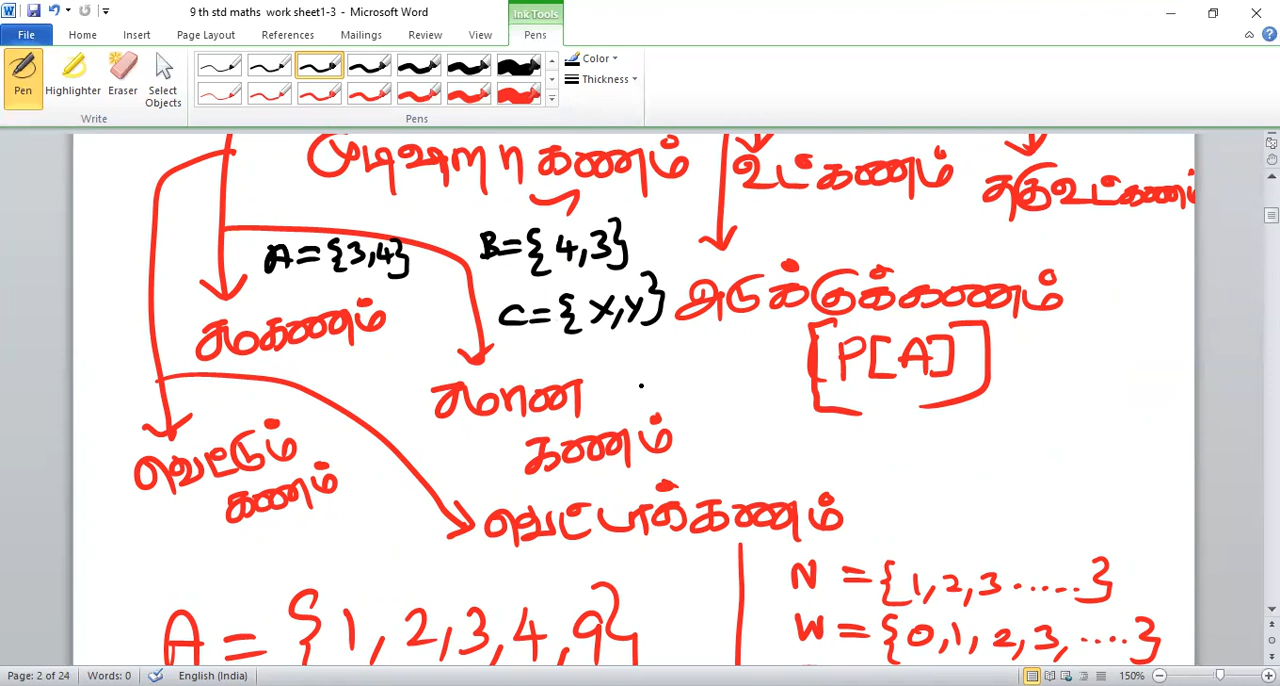 9 th std maths  work sheet1-3 - Microsoft Word
Ink Tools
File Home Insert Page Layout References Mailings Review View Pens
Pen Highlighter Eraser Select Objects
Color
Thickness
Write
Pens
முடிவுறா கணம்
உட்கணம்
தகு உட்கணம்
A = {3,4}
B = {4,3}
C = {X,Y}
சமகணம்
அடுக்குக்கணம்
[P[A]]
சமான
கணம்
வெட்டும்
கணம்
வெட்டாக்கணம்
A = {1, 2, 3, 4, 9}
N = {1, 2, 3 .....}
W = {0, 1, 2, 3, ....}
Page: 2 of 24
Words: 0
English (India)
150%